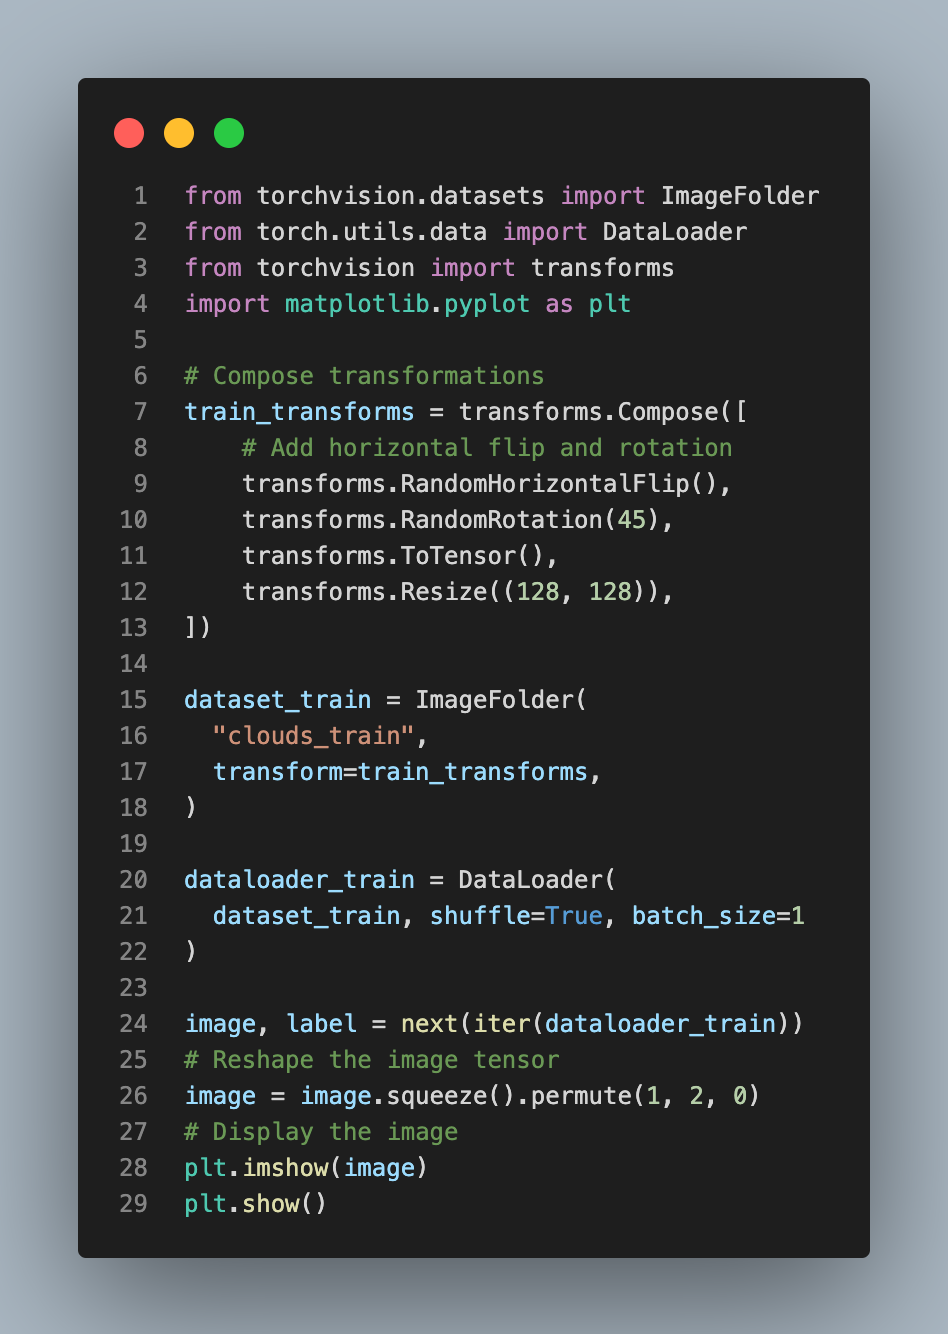 1 from torchvision.datasets import ImageFolder
2 from torch.utils.data import DataLoader
3 from torchvision import transforms
4 import matplotlib.pyplot as plt
5
6 # Compose transformations
7 train_transforms = transforms.Compose([
8     # Add horizontal flip and rotation
9     transforms.RandomHorizontalFlip(),
10     transforms.RandomRotation(45),
11     transforms.ToTensor(),
12     transforms.Resize((128, 128)),
13 ])
14
15 dataset_train = ImageFolder(
16   "clouds_train",
17   transform=train_transforms,
18 )
19
20 dataloader_train = DataLoader(
21   dataset_train, shuffle=True, batch_size=1
22 )
23
24 image, label = next(iter(dataloader_train))
25 # Reshape the image tensor
26 image = image.squeeze().permute(1, 2, 0)
27 # Display the image
28 plt.imshow(image)
29 plt.show()